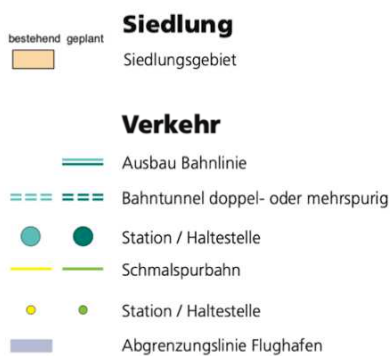 Siedlung
bestehend geplant
Siedlungsgebiet
Verkehr
Ausbau Bahnlinie
Bahntunnel doppel- oder mehrspurig
Station / Haltestelle
Schmalspurbahn
Station / Haltestelle
Abgrenzungslinie Flughafen